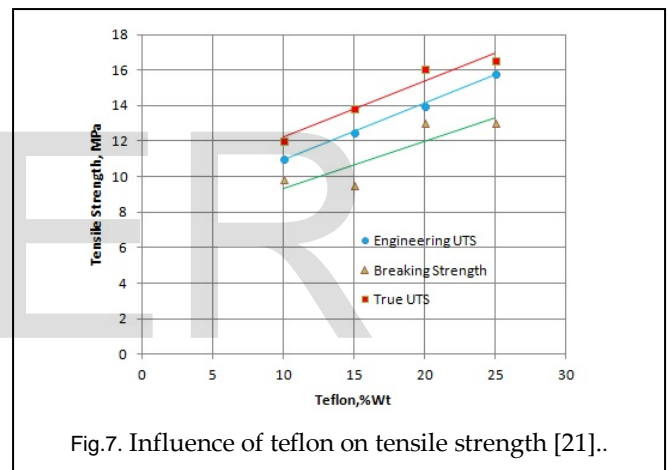 18
16
14
12
10
8
6
4
2
0
Tensile Strength, MPa
ER
Engineering UTS
Breaking Strength
True UTS
0 5 10 15 20 25 30
Teflon,%Wt
Fig.7. Influence of teflon on tensile strength [21]..